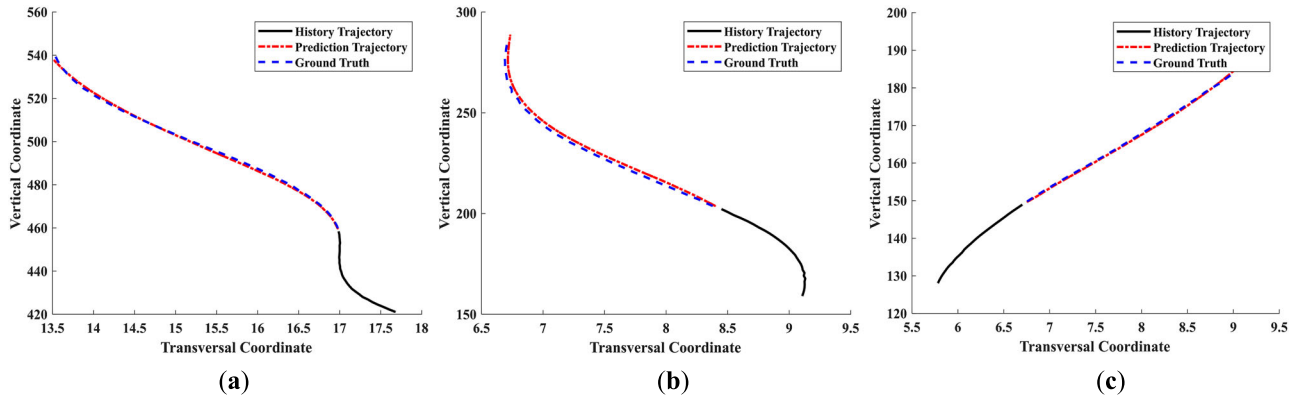 560
540
520
500
480
460
440
420
13.5 14 14.5 15 15.5 16 16.5 17 17.5 18
Vertical Coordinate
Transversal Coordinate
History Trajectory
Prediction Trajectory
Ground Truth
(a)
300
250
200
150
6.5 7 7.5 8 8.5 9 9.5
Vertical Coordinate
Transversal Coordinate
History Trajectory
Prediction Trajectory
Ground Truth
(b)
200
190
180
170
160
150
140
130
120
5.5 6 6.5 7 7.5 8 8.5 9 9.5
Vertical Coordinate
Transversal Coordinate
History Trajectory
Prediction Trajectory
Ground Truth
(c)